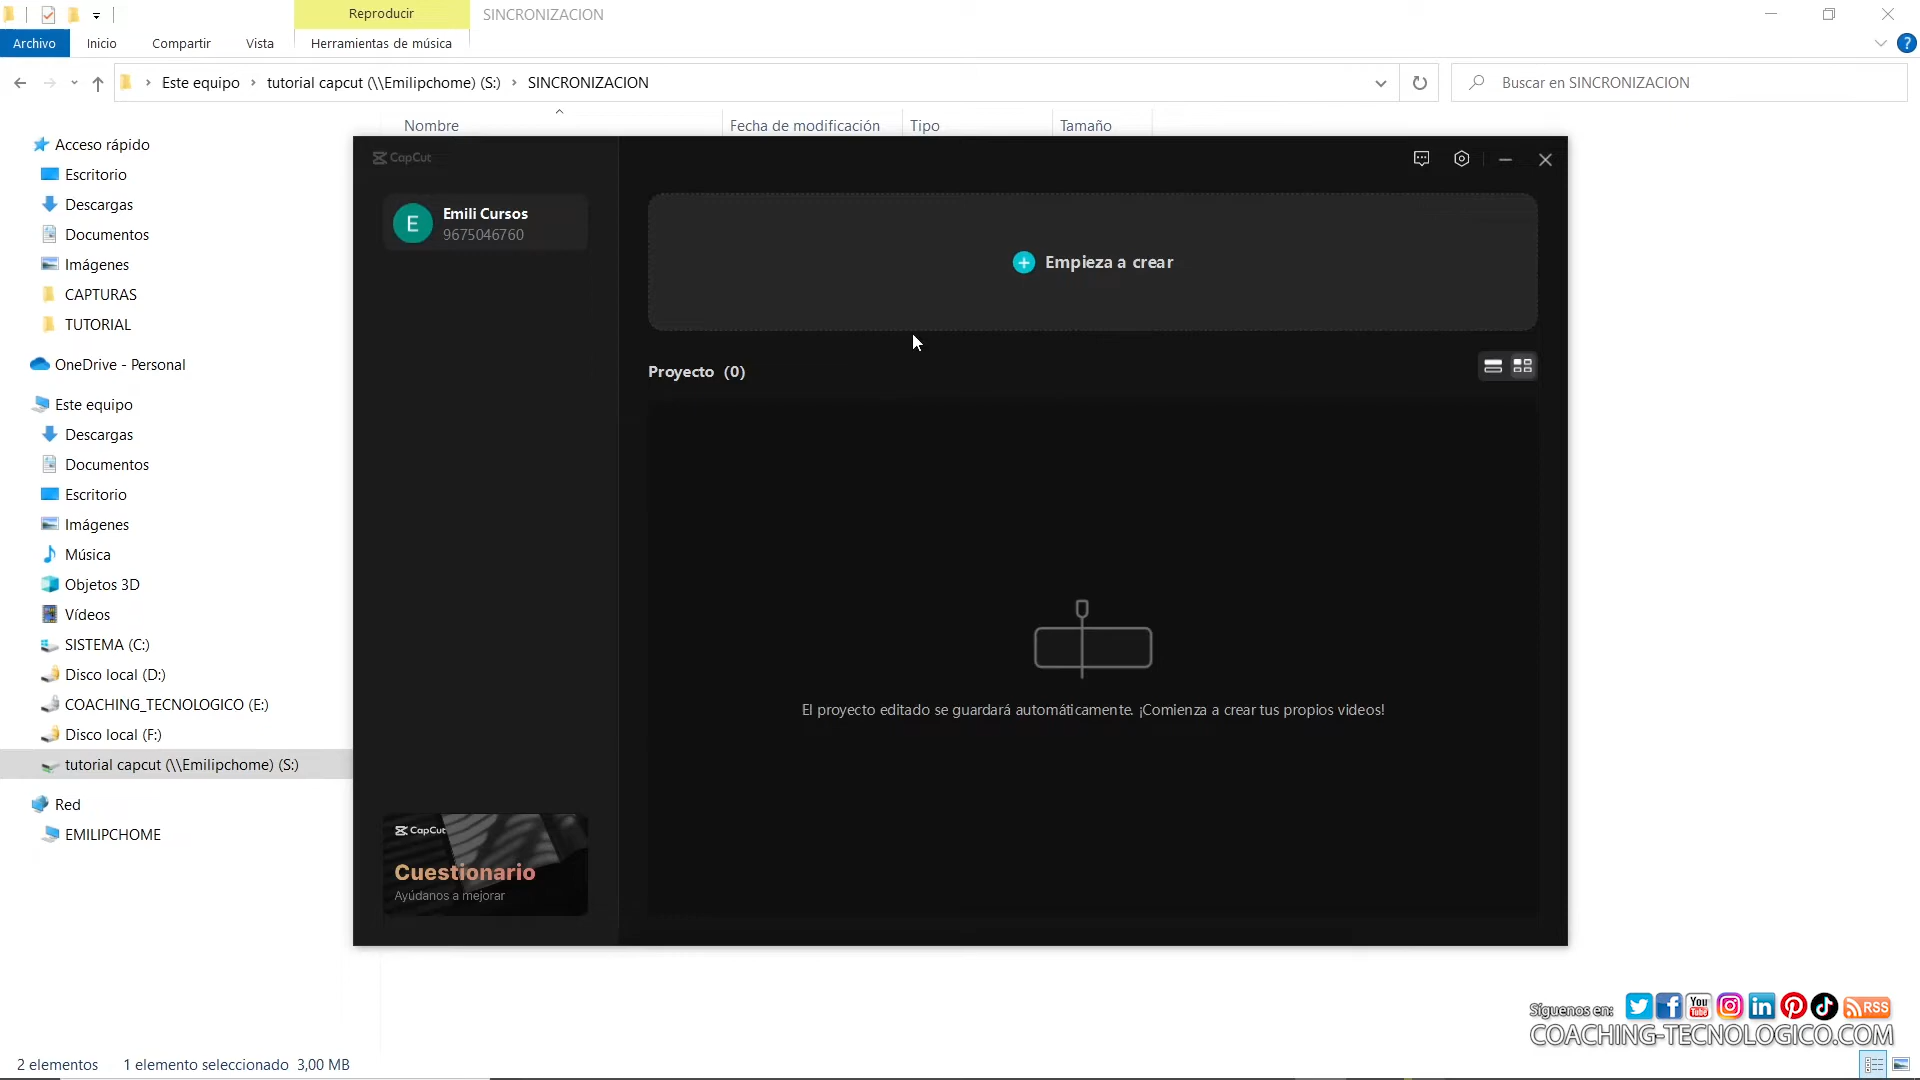 Reproducir
SINCRONIZACION
Archivo
Inicio
Compartir
Vista
Herramientas de música
?
Este equipo
tutorial capcut (\\Emilipchome) (S:)
SINCRONIZACION
Buscar en SINCRONIZACION
Nombre
Fecha de modificación
Tipo
Tamaño
Acceso rápido
Escritorio
Descargas
Documentos
Imágenes
CAPTURAS
TUTORIAL
OneDrive - Personal
Este equipo
Descargas
Documentos
Escritorio
Imágenes
Música
Objetos 3D
Vídeos
SISTEMA (C:)
Disco local (D:)
COACHING_TECNOLOGICO (E:)
Disco local (F:)
tutorial capcut (\\Emilipchome) (S:)
Red
EMILIPCHOME
CapCut
E
Emili Cursos
9675046760
Empieza a crear
Proyecto (0)
El proyecto editado se guardará automáticamente. ¡Comienza a crear tus propios videos!
CapCut
Cuestionario
Ayúdanos a mejorar
Síguenos en:
You Tube
in
RSS
COACHING-TECNOLOGICO.COM
2 elementos
1 elemento seleccionado 3,00 MB